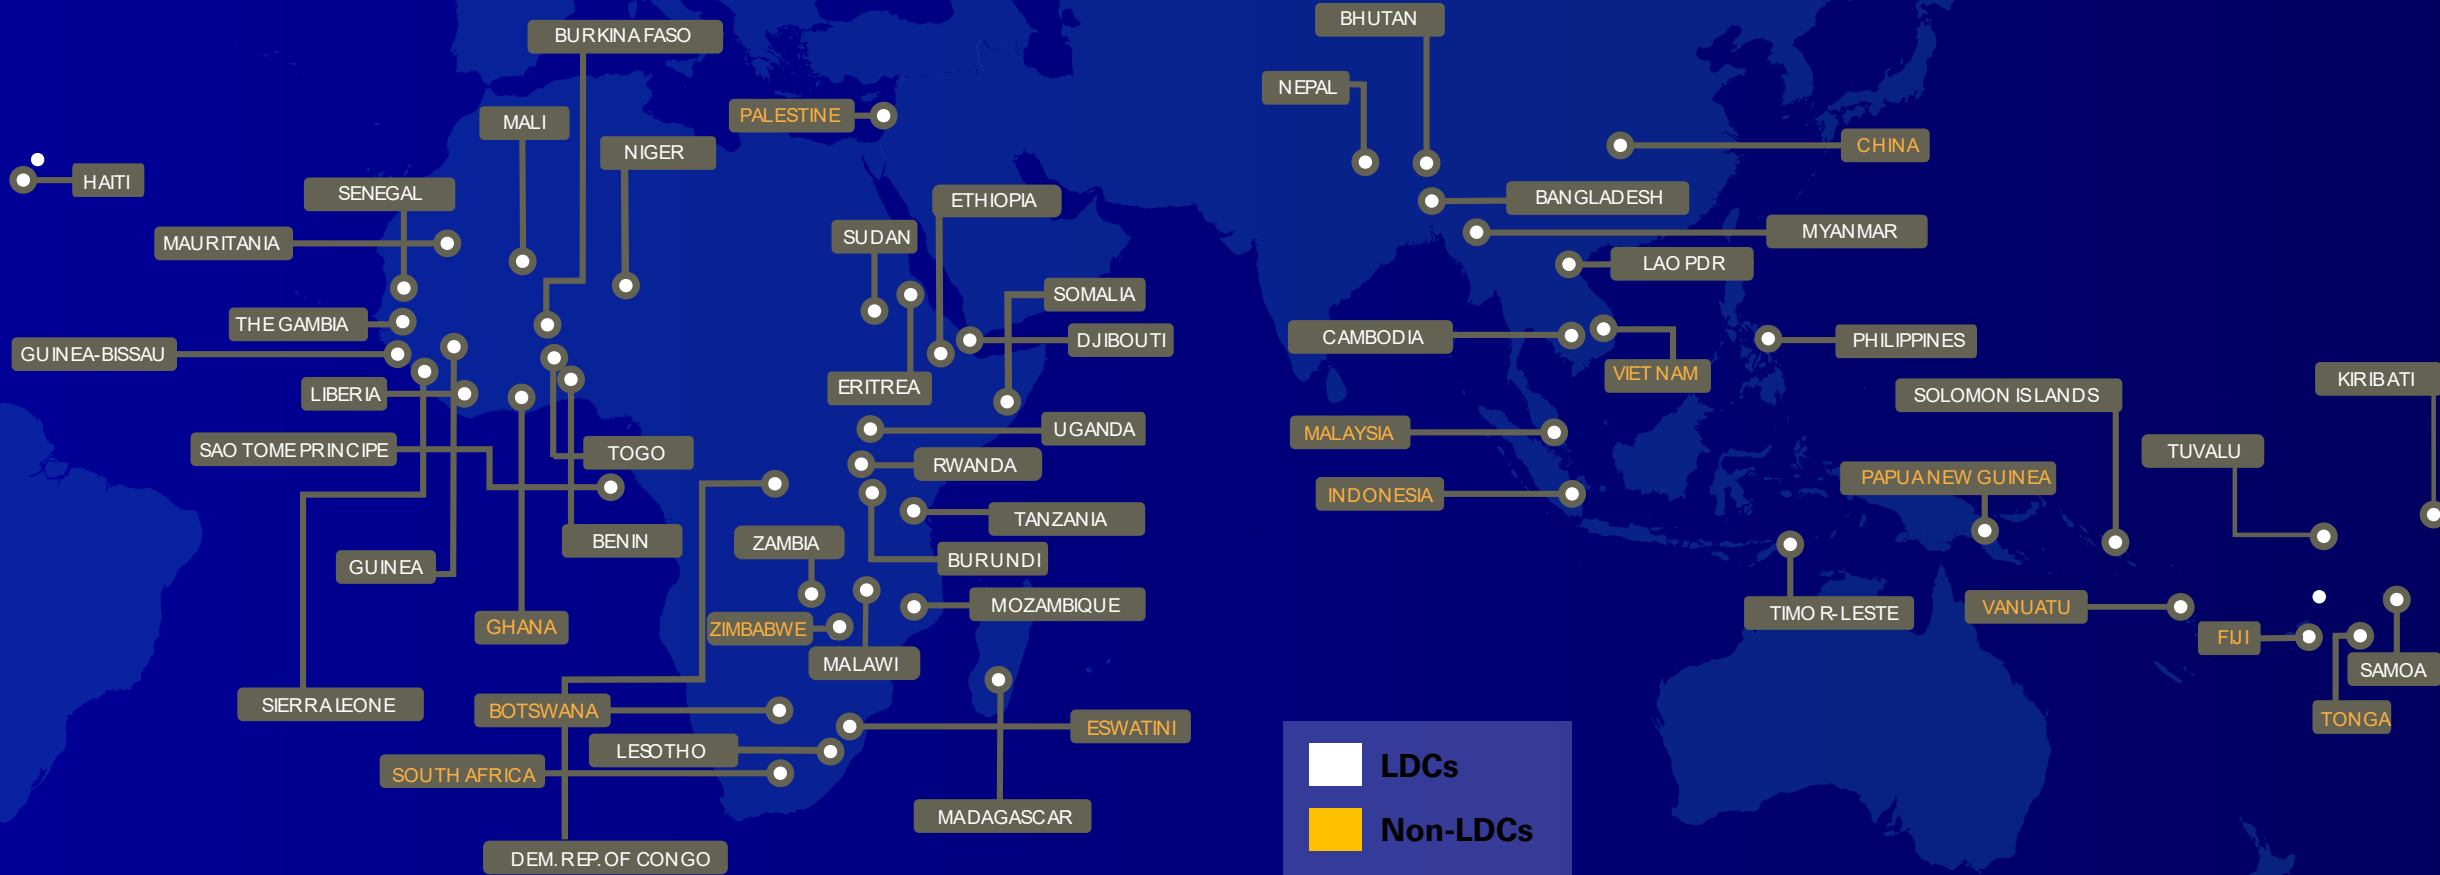 BHUTAN
BURKINA FASO
NEPAL
PALESTINE
MALI
CHINA
NIGER
HAITI
SENEGAL
BANGLADESH
ETHIOPIA
MYANMAR
SUDAN
MAURITANIA
LAO PDR
SOMALIA
THE GAMBIA
CAMBODIA
DJIBOUTI
PHILIPPINES
GUINEA-BISSAU
VIET NAM
KIRIBATI
ERITREA
LIBERIA
SOLOMON ISLANDS
UGANDA
MALAYSIA
SAO TOME PRINCIPE
TOGO
TUVALU
RWANDA
PAPUA NEW GUINEA
INDONESIA
TANZANIA
BENIN
ZAMBIA
BURUNDI
GUINEA
MOZAMBIQUE
VANUATU
TIMOR-LESTE
GHANA
ZIMBABWE
FIJI
MALAWI
SAMOA
SIERRA LEONE
BOTSWANA
TONGA
ESWATINI
LESOTHO
SOUTH AFRICA
LDCs
MADAGASCAR
Non-LDCs
DEM. REP. OF CONGO